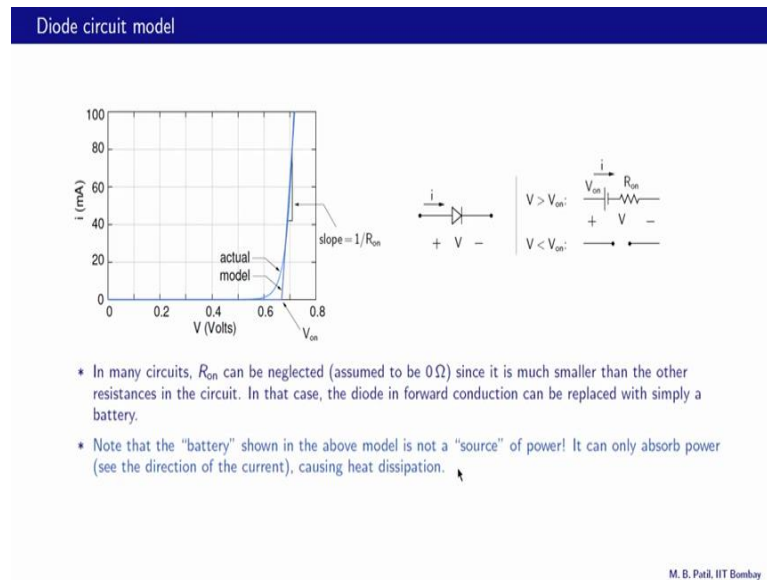 Diode circuit model
100
80
60
40
20
0
i (mA)
0
0.2
0.4
0.6
0.8
V (Volts)
V_on
actual
model
slope = 1/R_on
i
+ V −
V > V_on:
i
V_on
R_on
+ V −
V < V_on:
* In many circuits, R_on can be neglected (assumed to be 0 Ω) since it is much smaller than the other
resistances in the circuit. In that case, the diode in forward conduction can be replaced with simply a
battery.
* Note that the “battery” shown in the above model is not a “source” of power! It can only absorb power
(see the direction of the current), causing heat dissipation.
M. B. Patil, IIT Bombay